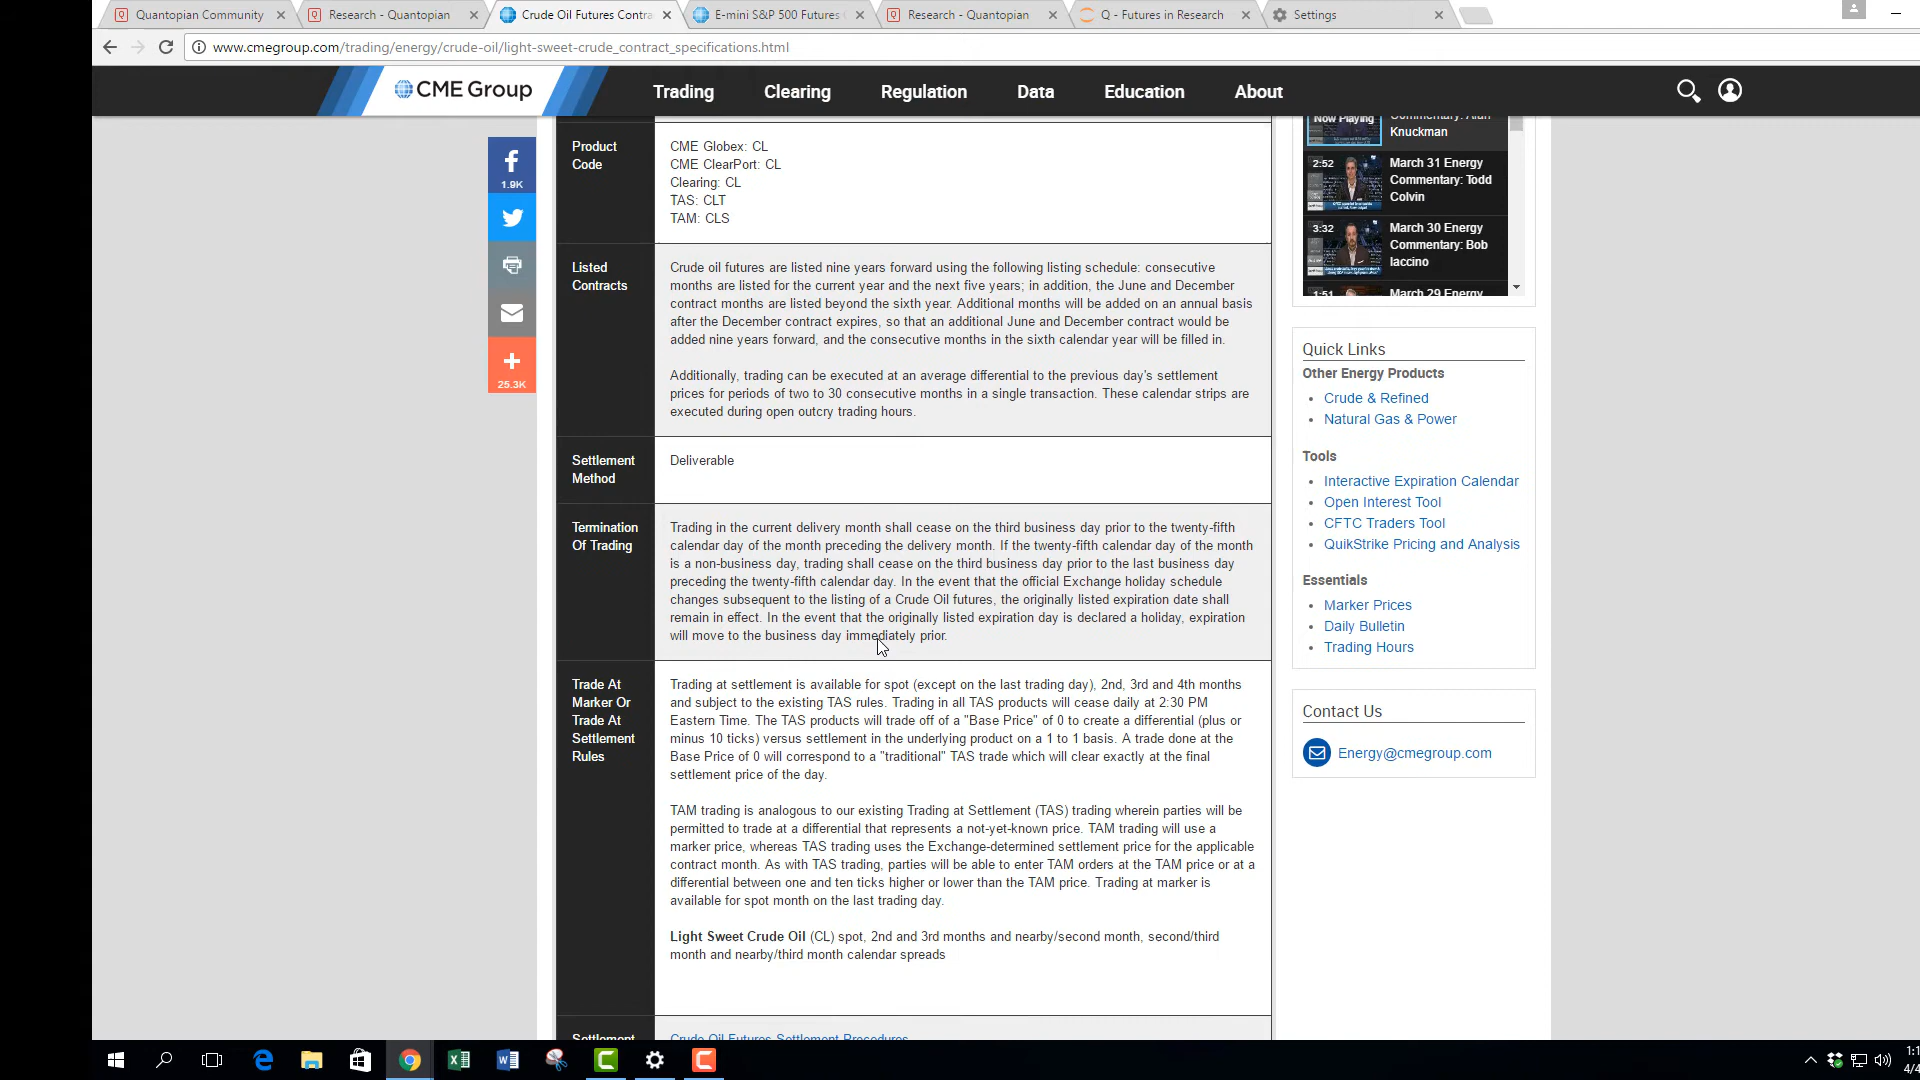 Quantopian Community
Research - Quantopian
Crude Oil Futures Contra
E-mini S&P 500 Futures
Research - Quantopian
Q - Futures in Research
Settings
www.cmegroup.com/trading/energy/crude-oil/light-sweet-crude_contract_specifications.html
CME Group
Trading
Clearing
Regulation
Data
Education
About
1.9K
25.3K
Product
Code
CME Globex: CL
CME ClearPort: CL
Clearing: CL
TAS: CLT
TAM: CLS
Listed
Contracts
Crude oil futures are listed nine years forward using the following listing schedule: consecutive
months are listed for the current year and the next five years; in addition, the June and December
contract months are listed beyond the sixth year. Additional months will be added on an annual basis
after the December contract expires, so that an additional June and December contract would be
added nine years forward, and the consecutive months in the sixth calendar year will be filled in.
Additionally, trading can be executed at an average differential to the previous day's settlement
prices for periods of two to 30 consecutive months in a single transaction. These calendar strips are
executed during open outcry trading hours.
Settlement
Method
Deliverable
Termination
Of Trading
Trading in the current delivery month shall cease on the third business day prior to the twenty-fifth
calendar day of the month preceding the delivery month. If the twenty-fifth calendar day of the month
is a non-business day, trading shall cease on the third business day prior to the last business day
preceding the twenty-fifth calendar day. In the event that the official Exchange holiday schedule
changes subsequent to the listing of a Crude Oil futures, the originally listed expiration date shall
remain in effect. In the event that the originally listed expiration day is declared a holiday, expiration
will move to the business day immediately prior.
Trade At
Marker Or
Trade At
Settlement
Rules
Trading at settlement is available for spot (except on the last trading day), 2nd, 3rd and 4th months
and subject to the existing TAS rules. Trading in all TAS products will cease daily at 2:30 PM
Eastern Time. The TAS products will trade off of a "Base Price" of 0 to create a differential (plus or
minus 10 ticks) versus settlement in the underlying product on a 1 to 1 basis. A trade done at the
Base Price of 0 will correspond to a "traditional" TAS trade which will clear exactly at the final
settlement price of the day.
TAM trading is analogous to our existing Trading at Settlement (TAS) trading wherein parties will be
permitted to trade at a differential that represents a not-yet-known price. TAM trading will use a
marker price, whereas TAS trading uses the Exchange-determined settlement price for the applicable
contract month. As with TAS trading, parties will be able to enter TAM orders at the TAM price or at a
differential between one and ten ticks higher or lower than the TAM price. Trading at marker is
available for spot month on the last trading day.
Light Sweet Crude Oil (CL) spot, 2nd and 3rd months and nearby/second month, second/third
month and nearby/third month calendar spreads
Settlement
Crude Oil Futures Settlement Procedures
Now Playing
Commentary: Alan
Knuckman
2:52
March 31 Energy
Commentary: Todd
Colvin
3:32
March 30 Energy
Commentary: Bob
Iaccino
1:51
March 29 Energy
Quick Links
Other Energy Products
Crude & Refined
Natural Gas & Power
Tools
Interactive Expiration Calendar
Open Interest Tool
CFTC Traders Tool
QuikStrike Pricing and Analysis
Essentials
Marker Prices
Daily Bulletin
Trading Hours
Contact Us
Energy@cmegroup.com
1:1
4/4